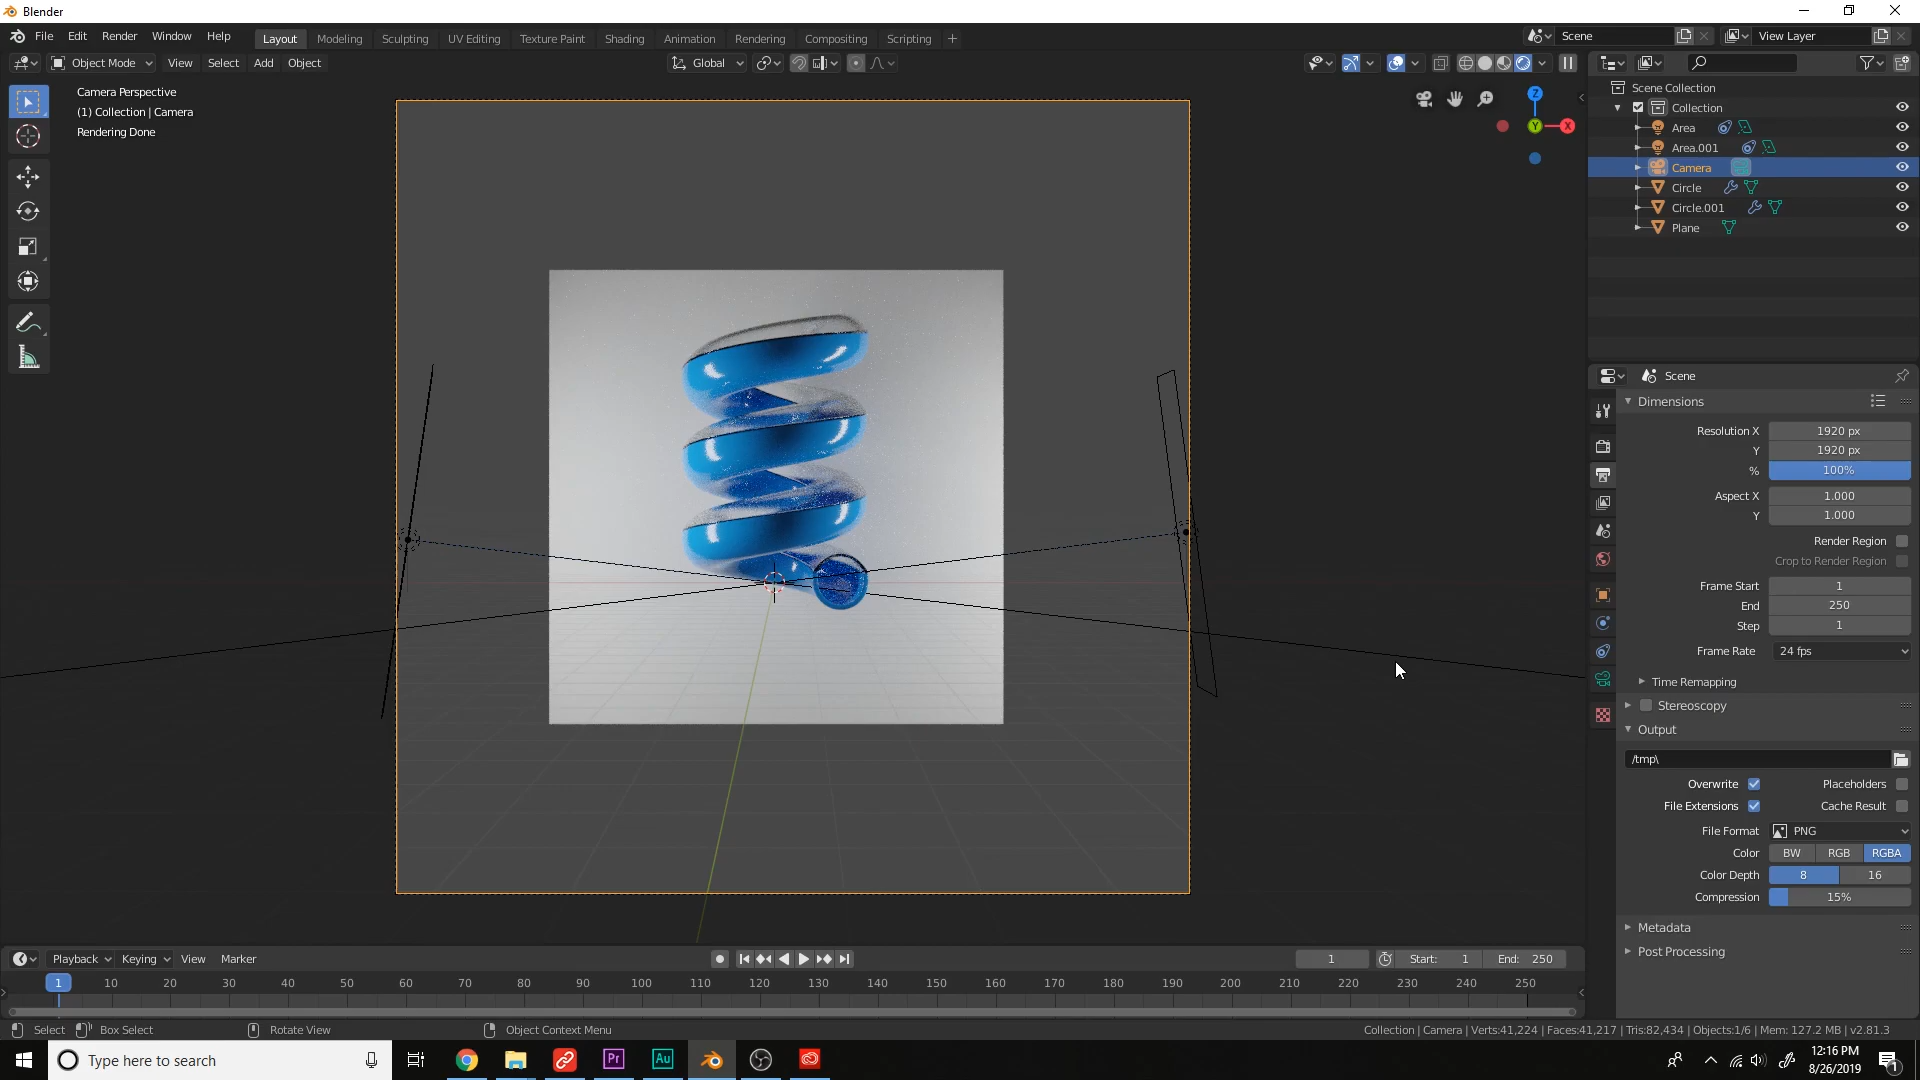 Blender
File Edit Render Window Help
Layout Modeling Sculpting UV Editing Texture Paint Shading Animation Rendering Compositing Scripting +
Scene
View Layer
Object Mode View Select Add Object
Global
Camera Perspective
(1) Collection | Camera
Rendering Done
Z
Y
X
Scene Collection
Collection
Area
Area.001
Camera
Circle
Circle.001
Plane
Scene
Dimensions
Resolution X 1920 px
Y 1920 px
% 100%
Aspect X 1.000
Y 1.000
Render Region
Crop to Render Region
Frame Start 1
End 250
Step 1
Frame Rate 24 fps
Time Remapping
Stereoscopy
Output
/tmp\
Overwrite Placeholders
File Extensions Cache Result
File Format PNG
Color BW RGB RGBA
Color Depth 8 16
Compression 15%
Metadata
Post Processing
Playback Keying View Marker
1 Start: 1 End: 250
1 10 20 30 40 50 60 70 80 90 100 110 120 130 140 150 160 170 180 190 200 210 220 230 240 250
Select Box Select Rotate View Object Context Menu
Collection | Camera | Verts:41,224 | Faces:41,217 | Tris:82,434 | Objects:1/6 | Mem: 127.2 MB | v2.81.3
Type here to search
Pr
Au
12:16 PM
8/26/2019
1